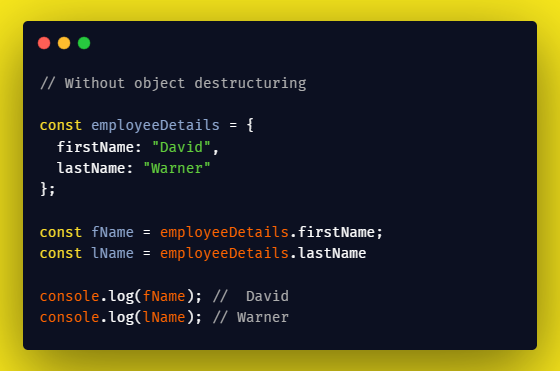 // Without object destructuring
const employeeDetails = {
  firstName: "David",
  lastName: "Warner"
};
const fName = employeeDetails.firstName;
const lName = employeeDetails.lastName
console.log(fName); //  David
console.log(lName); // Warner